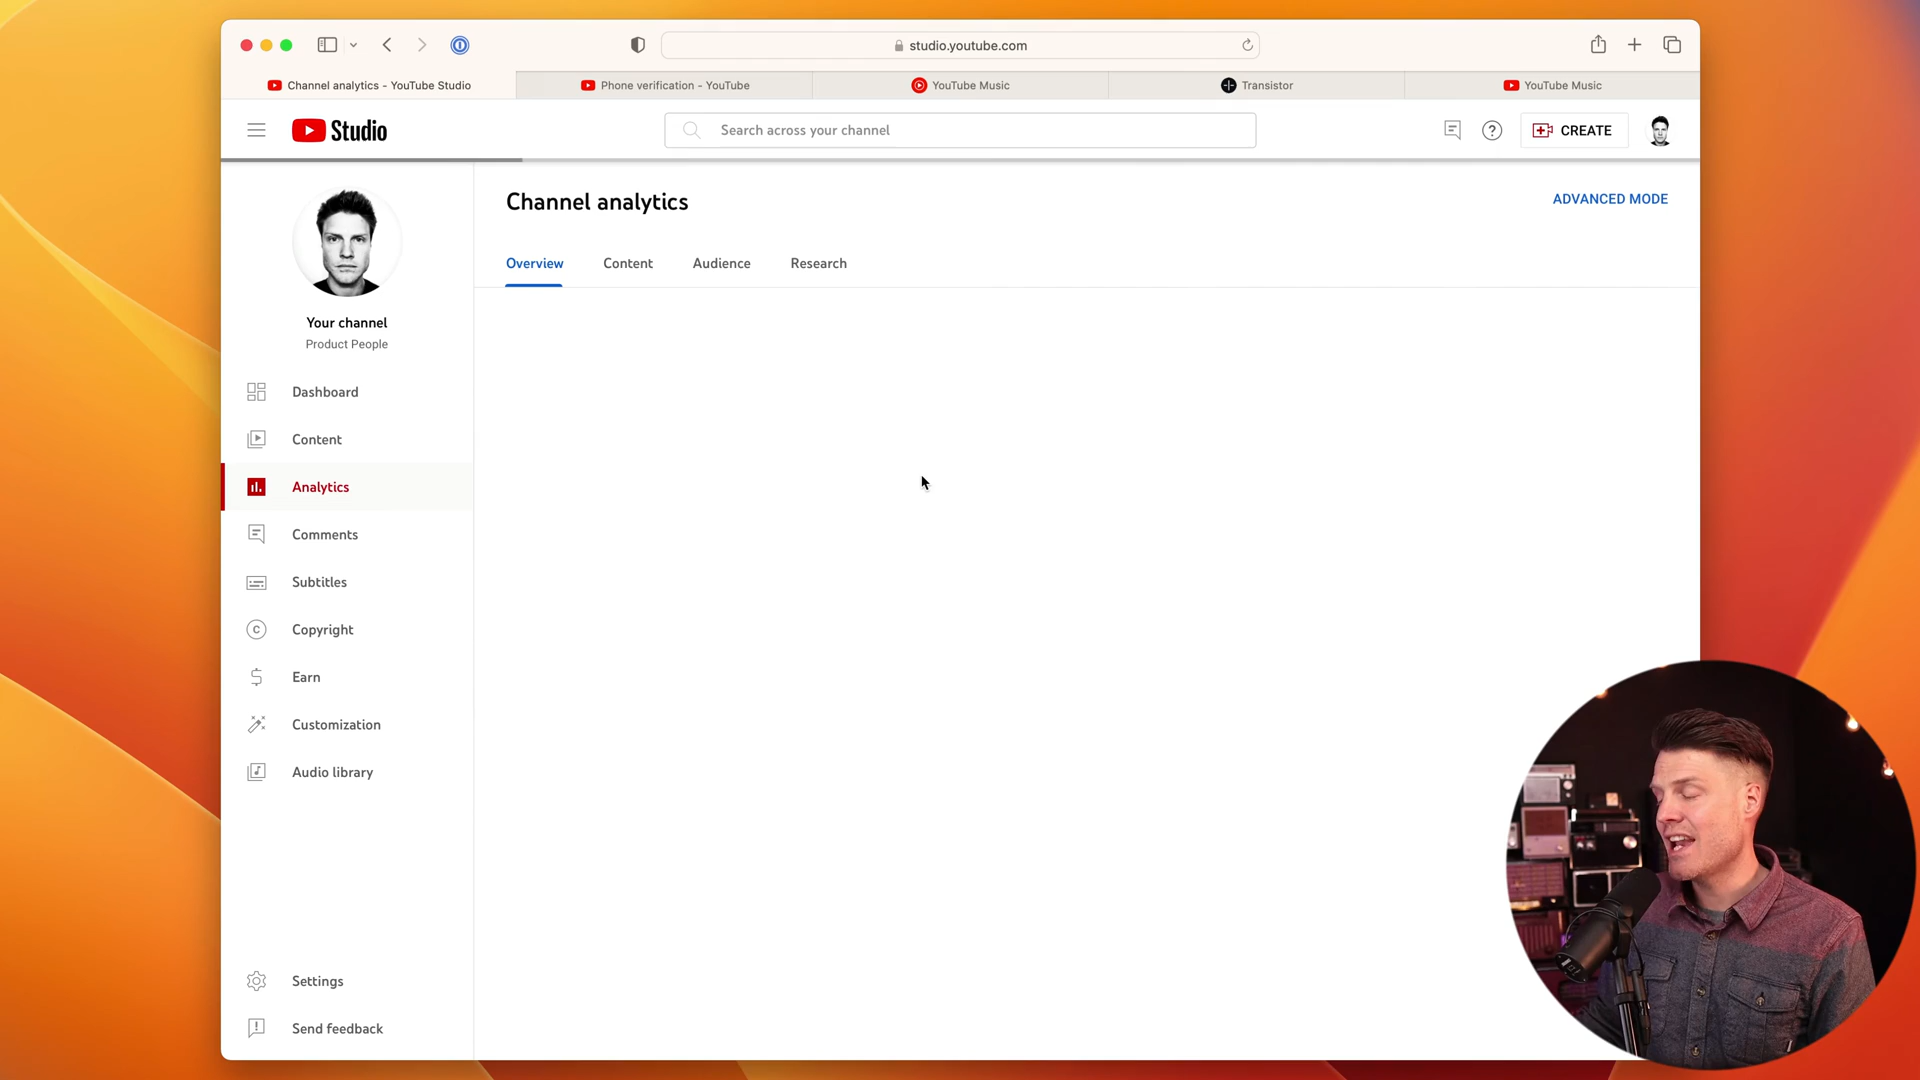 studio.youtube.com
Channel analytics - YouTube Studio
Phone verification - YouTube
YouTube Music
Transistor
YouTube Music
Studio
Search across your channel
CREATE
Channel analytics
ADVANCED MODE
Overview
Content
Audience
Research
Your channel
Product People
Dashboard
Content
Analytics
Comments
Subtitles
Copyright
Earn
Customization
Audio library
Settings
Send feedback